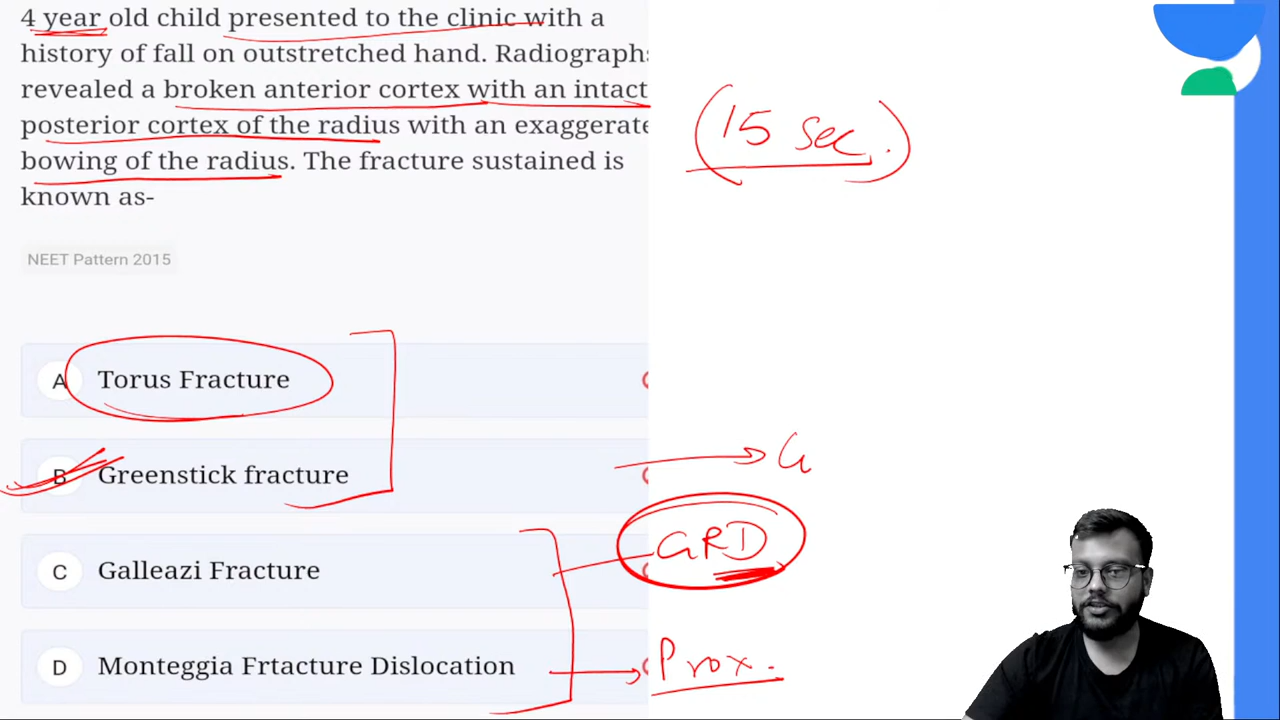 4 year old child presented to the clinic with a
history of fall on outstretched hand. Radiographs
revealed a broken anterior cortex with an intact
posterior cortex of the radius with an exaggerate
bowing of the radius. The fracture sustained is
known as-
(15 sec.)
NEET Pattern 2015
A Torus Fracture
B Greenstick fracture
G
GRD
C Galleazi Fracture
D Monteggia Frtacture Dislocation
Prox.